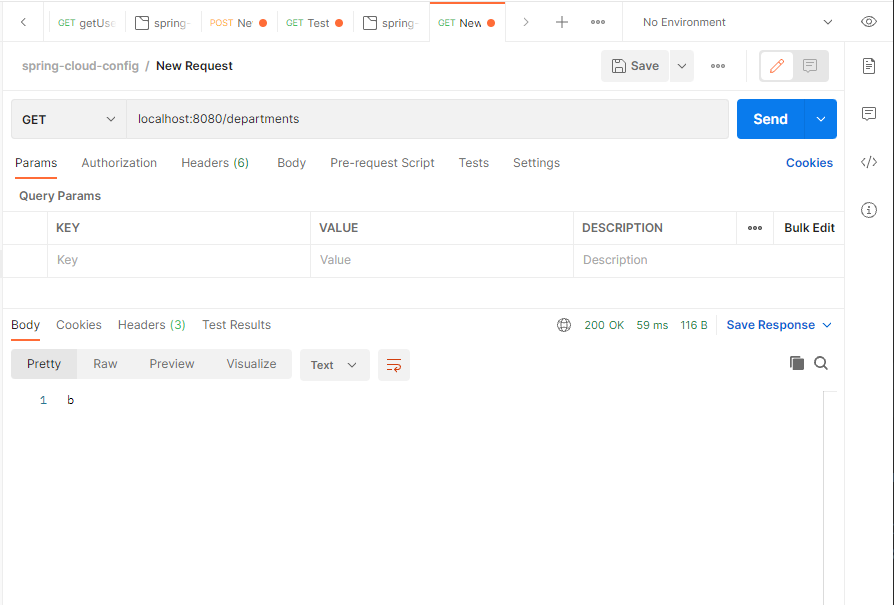 GET getUse spring- POST Ne GET Test spring- GET New No Environment
spring-cloud-config / New Request Save
GET localhost:8080/departments Send
Params Authorization Headers (6) Body Pre-request Script Tests Settings Cookies
Query Params
KEY VALUE DESCRIPTION Bulk Edit
Key Value Description
Body Cookies Headers (3) Test Results 200 OK 59 ms 116 B Save Response
Pretty Raw Preview Visualize Text
1 b